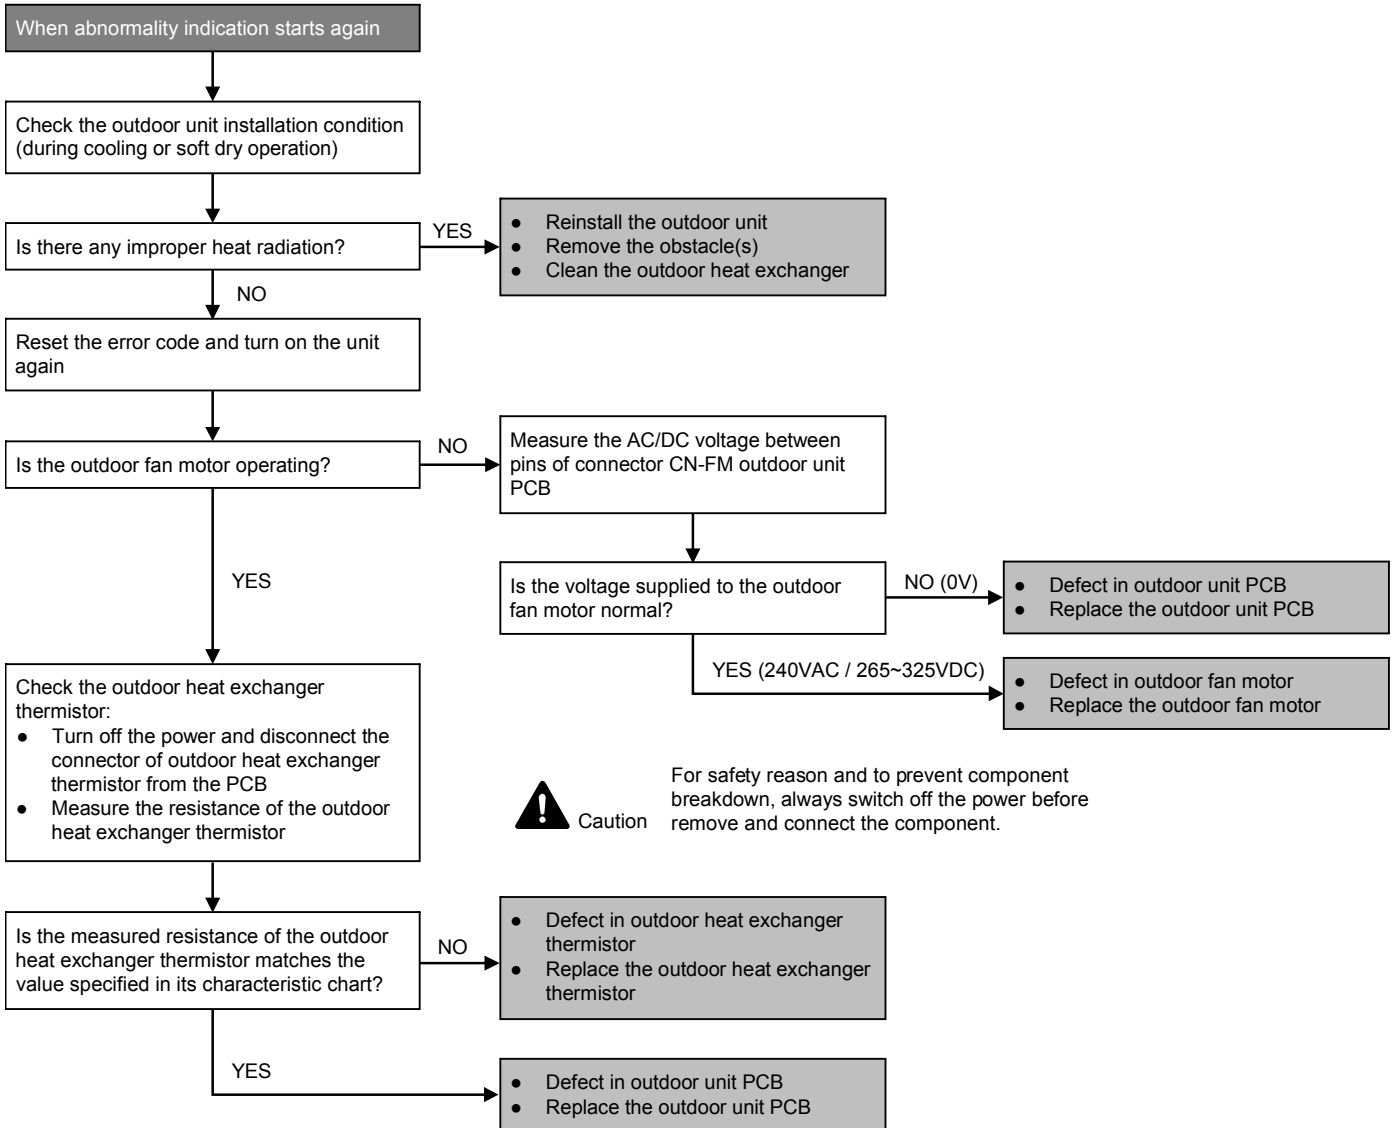 When abnormality indication starts again
Check the outdoor unit installation condition
(during cooling or soft dry operation)
Is there any improper heat radiation?
YES
● Reinstall the outdoor unit
● Remove the obstacle(s)
● Clean the outdoor heat exchanger
NO
Reset the error code and turn on the unit
again
Is the outdoor fan motor operating?
NO
Measure the AC/DC voltage between
pins of connector CN-FM outdoor unit
PCB
YES
Is the voltage supplied to the outdoor
fan motor normal?
NO (0V)
● Defect in outdoor unit PCB
● Replace the outdoor unit PCB
YES (240VAC / 265~325VDC)
● Defect in outdoor fan motor
● Replace the outdoor fan motor
Check the outdoor heat exchanger
thermistor:
● Turn off the power and disconnect the
connector of outdoor heat exchanger
thermistor from the PCB
● Measure the resistance of the outdoor
heat exchanger thermistor
Caution
For safety reason and to prevent component
breakdown, always switch off the power before
remove and connect the component.
Is the measured resistance of the outdoor
heat exchanger thermistor matches the
value specified in its characteristic chart?
NO
● Defect in outdoor heat exchanger
thermistor
● Replace the outdoor heat exchanger
thermistor
YES
● Defect in outdoor unit PCB
● Replace the outdoor unit PCB